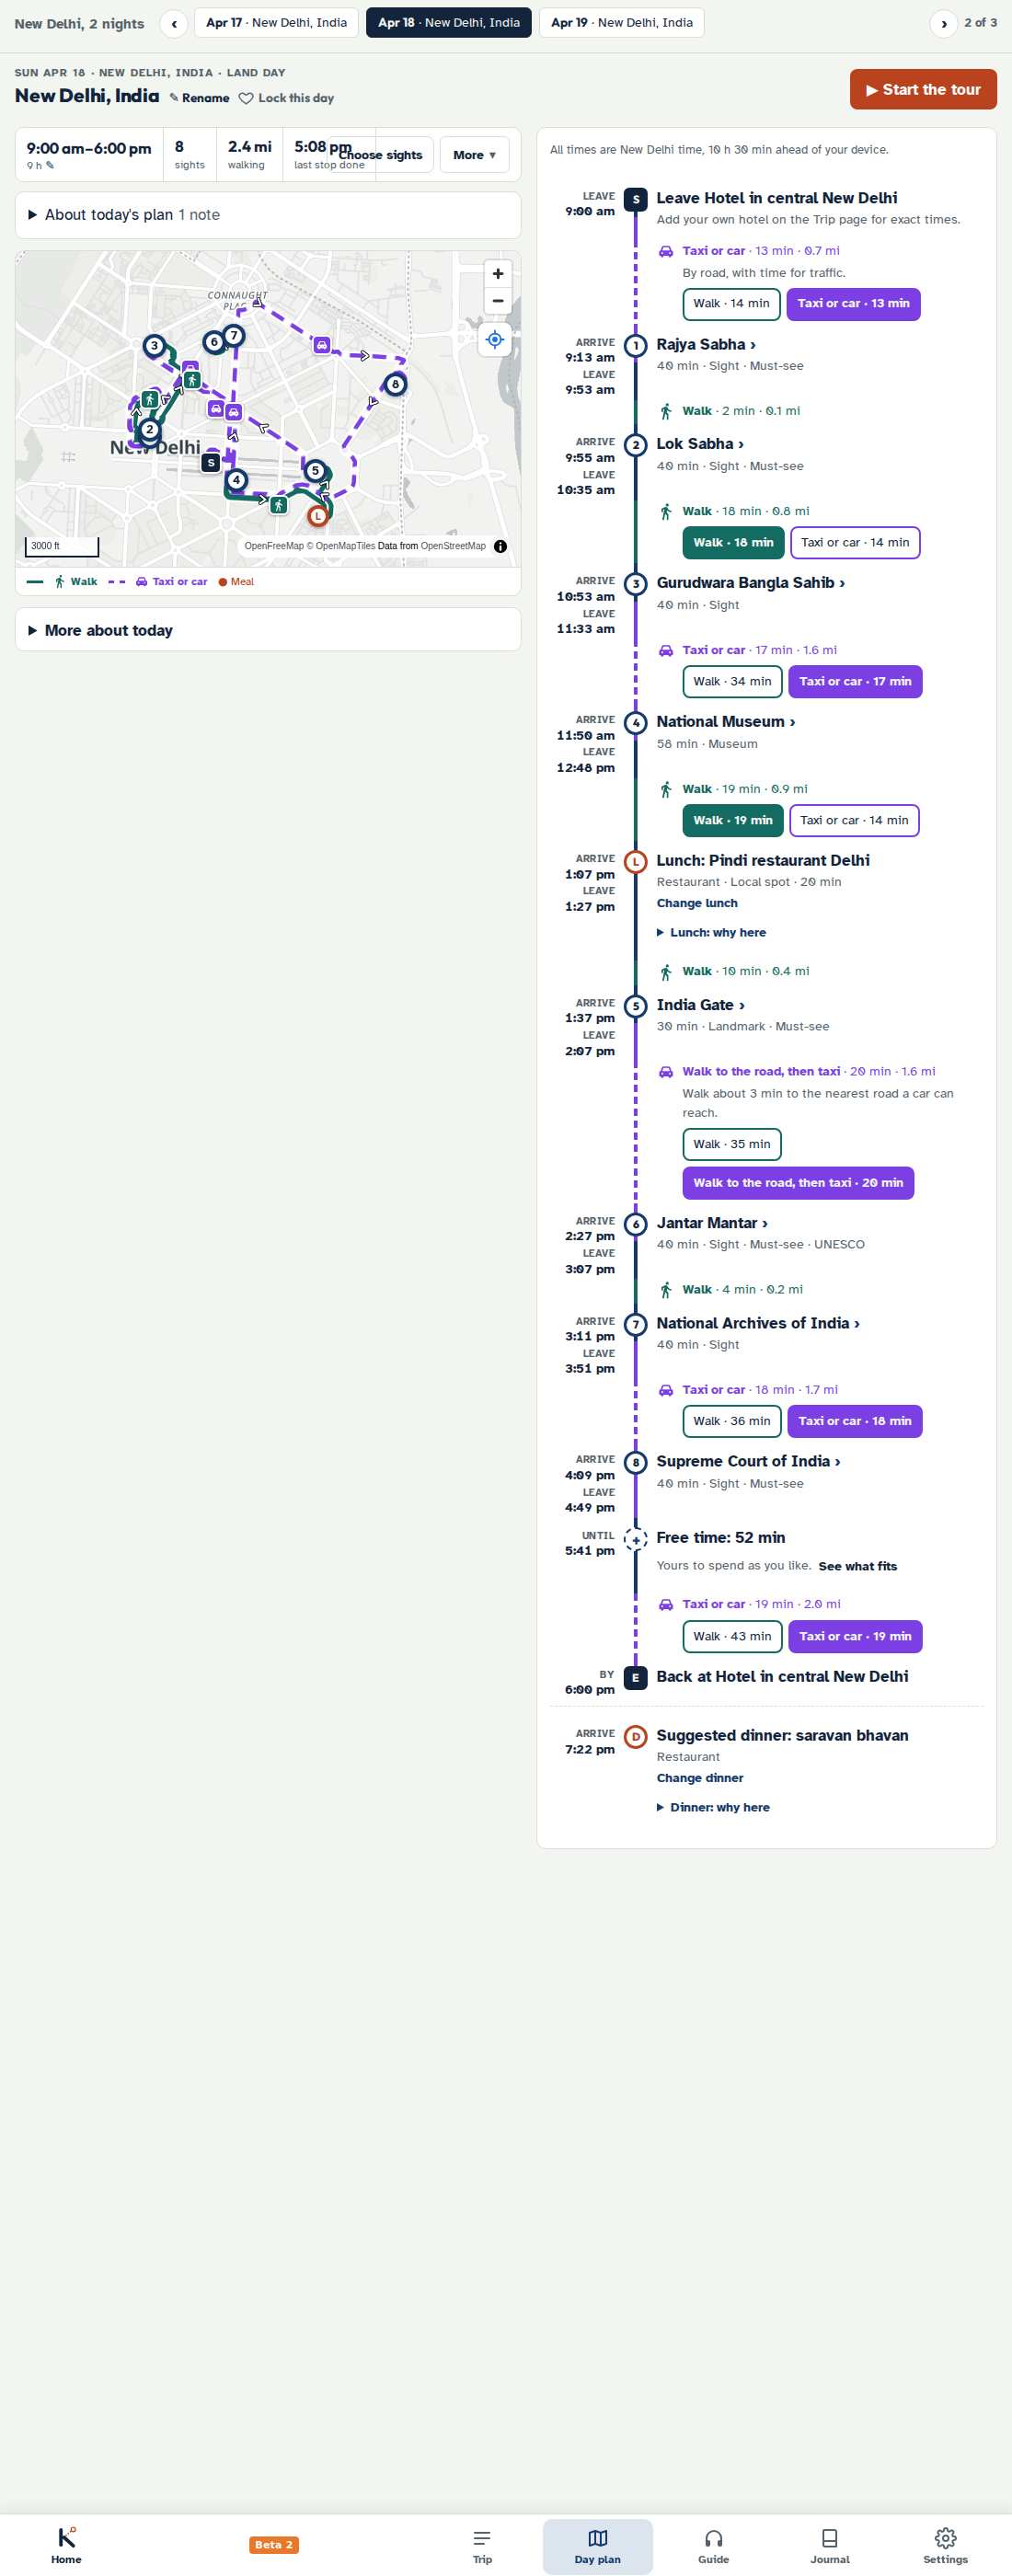 New Delhi, 2 nights
‹
Apr 17 · New Delhi, India
Apr 18 · New Delhi, India
Apr 19 · New Delhi, India
›
2 of 3
SUN APR 18 · NEW DELHI, INDIA · LAND DAY
New Delhi, India
✎ Rename
Lock this day
▶ Start the tour
9:00 am–6:00 pm
9 h ✎
8
sights
2.4 mi
walking
5:08 pm
last stop done
Choose sights
More ▾
▶ About today's plan 1 note
CONNAUGHT
3
6
7
8
2
New Delhi
S
4
5
L
+
−
3000 ft
OpenFreeMap © OpenMapTiles Data from OpenStreetMap
Walk
Taxi or car
Meal
▶ More about today
All times are New Delhi time, 10 h 30 min ahead of your device.
LEAVE
9:00 am
S
Leave Hotel in central New Delhi
Add your own hotel on the Trip page for exact times.
Taxi or car · 13 min · 0.7 mi
By road, with time for traffic.
Walk · 14 min
Taxi or car · 13 min
ARRIVE
9:13 am
LEAVE
9:53 am
1
Rajya Sabha ›
40 min · Sight · Must-see
Walk · 2 min · 0.1 mi
ARRIVE
9:55 am
LEAVE
10:35 am
2
Lok Sabha ›
40 min · Sight · Must-see
Walk · 18 min · 0.8 mi
Walk · 18 min
Taxi or car · 14 min
ARRIVE
10:53 am
LEAVE
11:33 am
3
Gurudwara Bangla Sahib ›
40 min · Sight
Taxi or car · 17 min · 1.6 mi
Walk · 34 min
Taxi or car · 17 min
ARRIVE
11:50 am
LEAVE
12:48 pm
4
National Museum ›
58 min · Museum
Walk · 19 min · 0.9 mi
Walk · 19 min
Taxi or car · 14 min
ARRIVE
1:07 pm
LEAVE
1:27 pm
L
Lunch: Pindi restaurant Delhi
Restaurant · Local spot · 20 min
Change lunch
▶ Lunch: why here
Walk · 10 min · 0.4 mi
ARRIVE
1:37 pm
LEAVE
2:07 pm
5
India Gate ›
30 min · Landmark · Must-see
Walk to the road, then taxi · 20 min · 1.6 mi
Walk about 3 min to the nearest road a car can
reach.
Walk · 35 min
Walk to the road, then taxi · 20 min
ARRIVE
2:27 pm
LEAVE
3:07 pm
6
Jantar Mantar ›
40 min · Sight · Must-see · UNESCO
Walk · 4 min · 0.2 mi
ARRIVE
3:11 pm
LEAVE
3:51 pm
7
National Archives of India ›
40 min · Sight
Taxi or car · 18 min · 1.7 mi
Walk · 36 min
Taxi or car · 18 min
ARRIVE
4:09 pm
LEAVE
4:49 pm
8
Supreme Court of India ›
40 min · Sight · Must-see
UNTIL
5:41 pm
+
Free time: 52 min
Yours to spend as you like. See what fits
Taxi or car · 19 min · 2.0 mi
Walk · 43 min
Taxi or car · 19 min
BY
6:00 pm
E
Back at Hotel in central New Delhi
ARRIVE
7:22 pm
D
Suggested dinner: saravan bhavan
Restaurant
Change dinner
▶ Dinner: why here
Home
Beta 2
Trip
Day plan
Guide
Journal
Settings